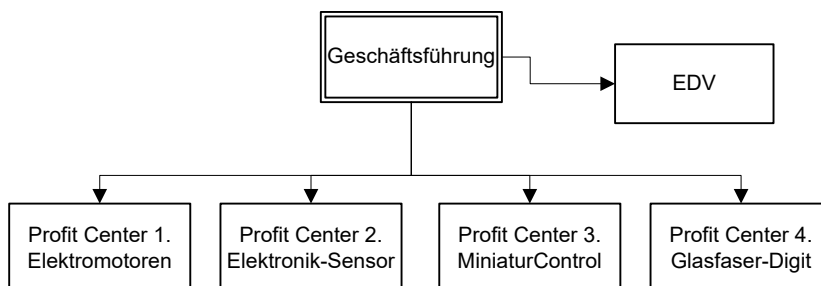 Geschäftsführung
EDV
Profit Center 1.
Elektromotoren
Profit Center 2.
Elektronik-Sensor
Profit Center 3.
MiniaturControl
Profit Center 4.
Glasfaser-Digit